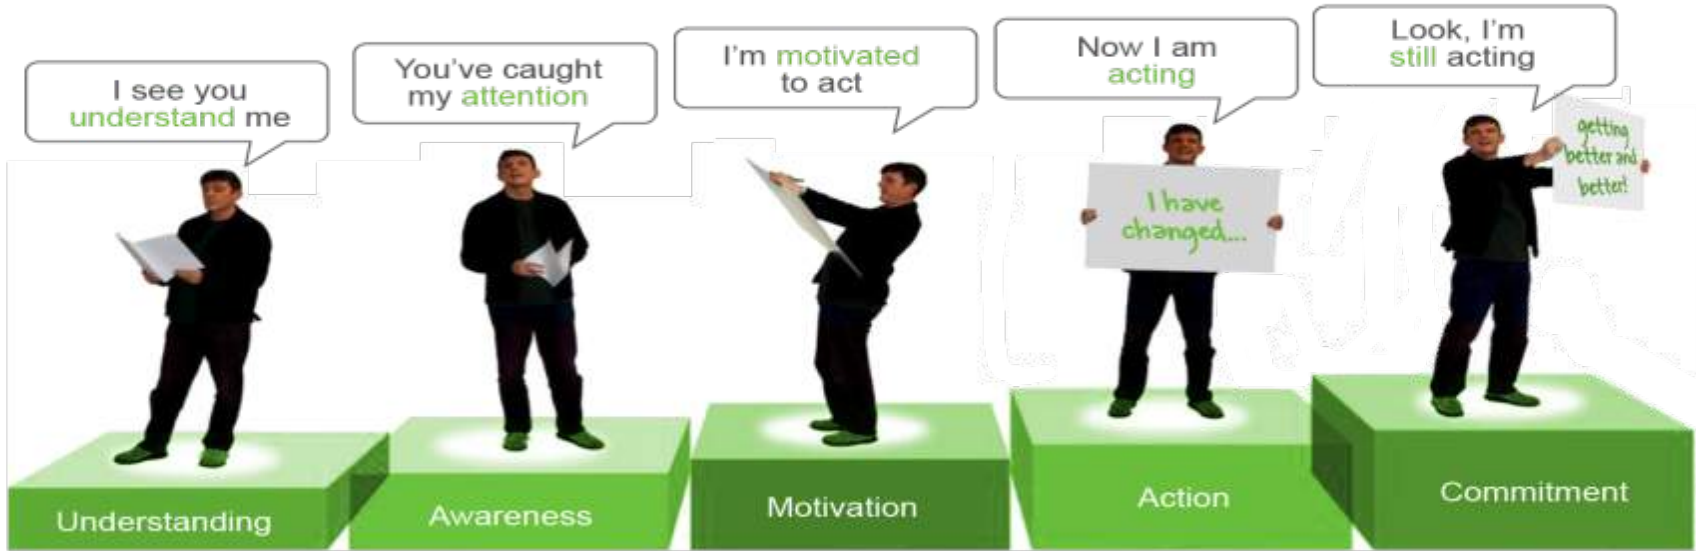 I see you
understand me
You've caught
my attention
I'm motivated
to act
Now I am
acting
Look, I'm
still acting
I have
changed...
getting
better and
better!
Understanding
Awareness
Motivation
Action
Commitment